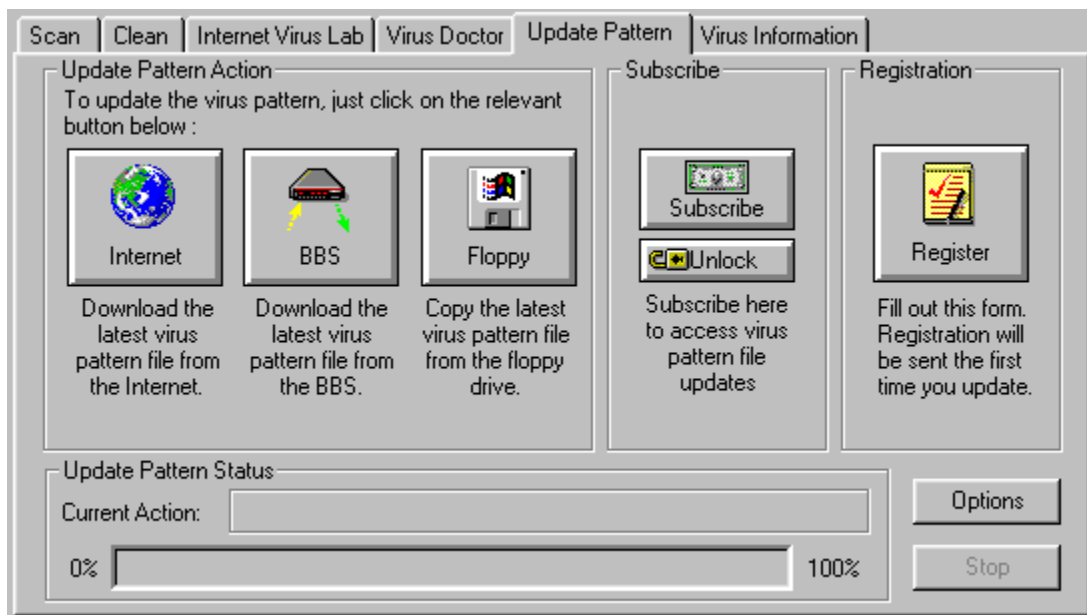 Scan
Clean
Internet Virus Lab
Virus Doctor
Update Pattern
Virus Information
Update Pattern Action
To update the virus pattern, just click on the relevant
button below :
Internet
Download the
latest virus
pattern file from
the Internet.
BBS
Download the
latest virus
pattern file from
the BBS.
Floppy
Copy the latest
virus pattern file
from the floppy
drive.
Subscribe
Subscribe
Unlock
Subscribe here
to access virus
pattern file
updates
Registration
Register
Fill out this form.
Registration will
be sent the first
time you update.
Update Pattern Status
Current Action:
0%
100%
Options
Stop